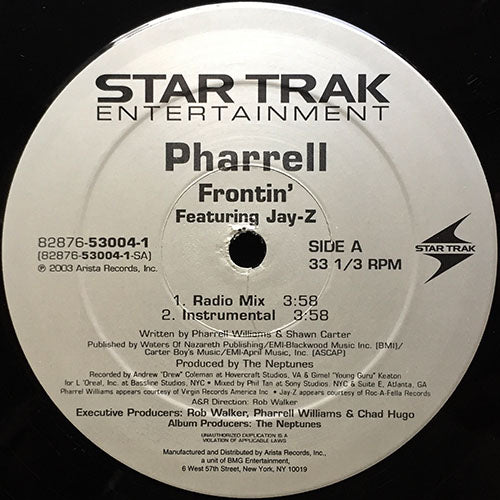 STAR TRAK
ENTERTAINMENT
Pharrell
Frontin'
Featuring Jay-Z
82876-53004-1
(82876-53004-1-SA)
℗ 2003 Arista Records, Inc.
SIDE A
33 1/3 RPM
STAR TRAK
1. Radio Mix 3:58
2. Instrumental 3:58
Written by Pharrell Williams & Shawn Carter
Published by Waters Of Nazareth Publishing/EMI-Blackwood Music Inc. (BMI)/
Carter Boy's Music/EMI-April Music, Inc. (ASCAP)
Produced by The Neptunes
Recorded by Andrew "Drew" Coleman at Hovercraft Studios, VA & Gimel "Young Guru" Keaton
for L 'Oreal, Inc. at Bassline Studios, NYC • Mixed by Phil Tan at Sony Studios, NYC & Suite E, Atlanta, GA
Pharrel Williams appears courtesy of Virgin Records America Inc • Jay-Z appears courtesy of Roc-A-Fella Records
A&R Direction: Rob Walker
Executive Producers: Rob Walker, Pharrell Williams & Chad Hugo
Album Producers: The Neptunes
UNAUTHORIZED DUPLICATION IS A
VIOLATION OF APPLICABLE LAWS
Manufactured and Distributed by Arista Records, Inc.,
a unit of BMG Entertainment,
6 West 57th Street, New York, NY 10019